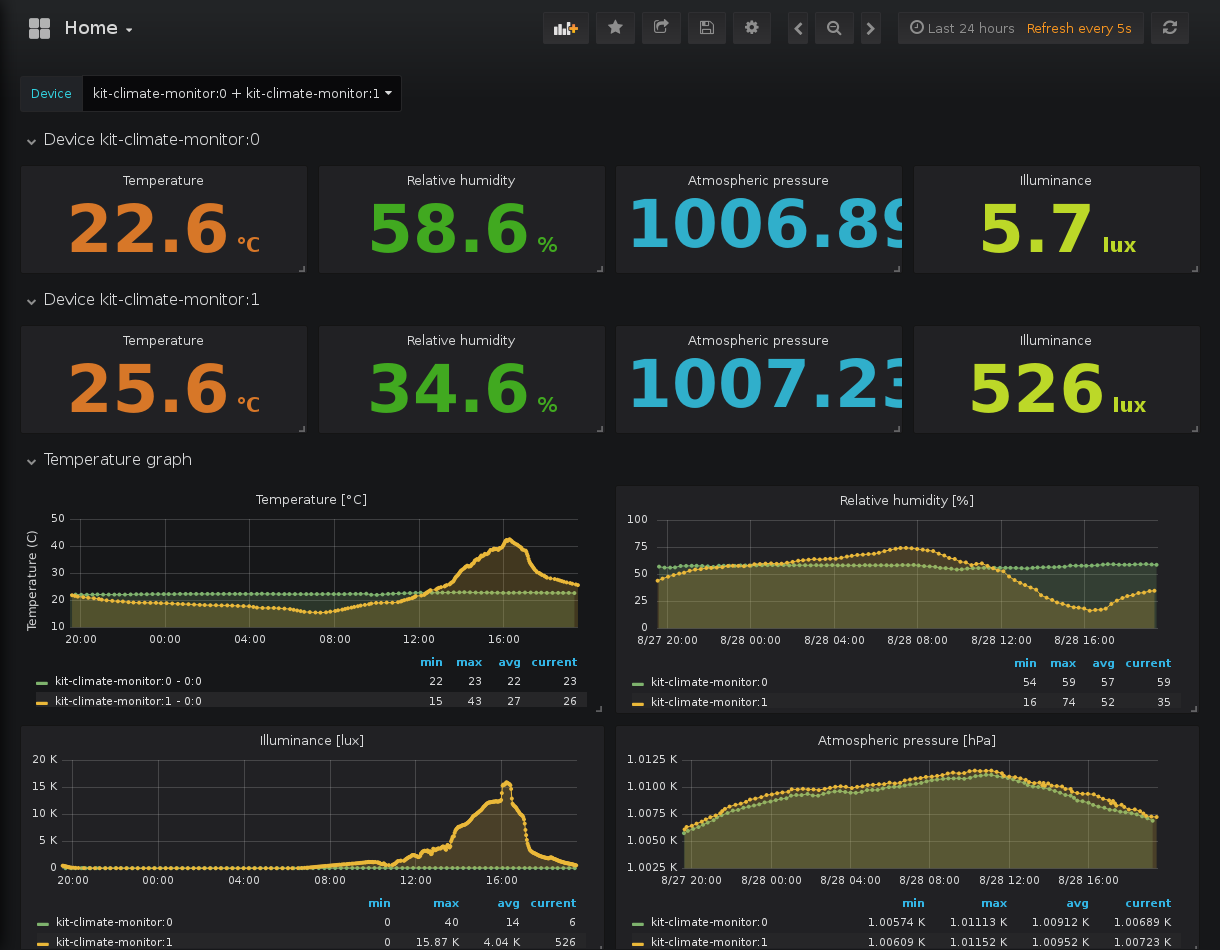 Home
Last 24 hours Refresh every 5s
Device kit-climate-monitor:0 + kit-climate-monitor:1
Device kit-climate-monitor:0
Temperature Relative humidity Atmospheric pressure Illuminance
22.6 °C 58.6 % 1006.89 5.7 lux
Device kit-climate-monitor:1
Temperature Relative humidity Atmospheric pressure Illuminance
25.6 °C 34.6 % 1007.23 526 lux
Temperature graph
Temperature [°C]
Temperature (C)
50
40
30
20
10
20:00 00:00 04:00 08:00 12:00 16:00
min max avg current
kit-climate-monitor:0 - 0:0 22 23 22 23
kit-climate-monitor:1 - 0:0 15 43 27 26
Relative humidity [%]
100
75
50
25
0
8/27 20:00 8/28 00:00 8/28 04:00 8/28 08:00 8/28 12:00 8/28 16:00
min max avg current
kit-climate-monitor:0 54 59 57 59
kit-climate-monitor:1 16 74 52 35
Illuminance [lux]
20 K
15 K
10 K
5 K
0
20:00 00:00 04:00 08:00 12:00 16:00
min max avg current
kit-climate-monitor:0 0 40 14 6
kit-climate-monitor:1 0 15.87 K 4.04 K 526
Atmospheric pressure [hPa]
1.0125 K
1.0100 K
1.0075 K
1.0050 K
1.0025 K
8/27 20:00 8/28 00:00 8/28 04:00 8/28 08:00 8/28 12:00 8/28 16:00
min max avg current
kit-climate-monitor:0 1.00574 K 1.01113 K 1.00912 K 1.00689 K
kit-climate-monitor:1 1.00609 K 1.01152 K 1.00952 K 1.00723 K